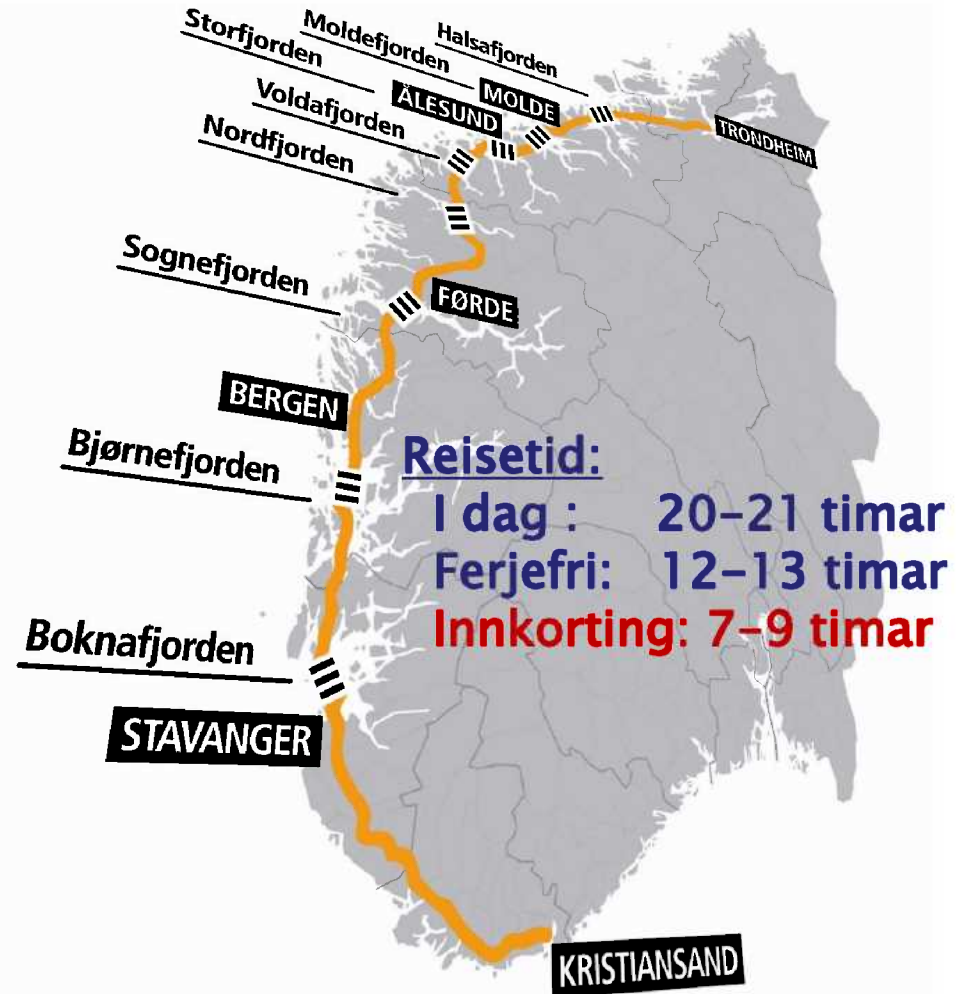 Halsafjorden
Moldefjorden
Storfjorden
MOLDE
ÅLESUND
Voldafjorden
TRONDHEIM
Nordfjorden
Sognefjorden
FØRDE
BERGEN
Bjørnefjorden
Reisetid:
I dag : 20-21 timar
Ferjefri: 12-13 timar
Innkorting: 7-9 timar
Boknafjorden
STAVANGER
KRISTIANSAND